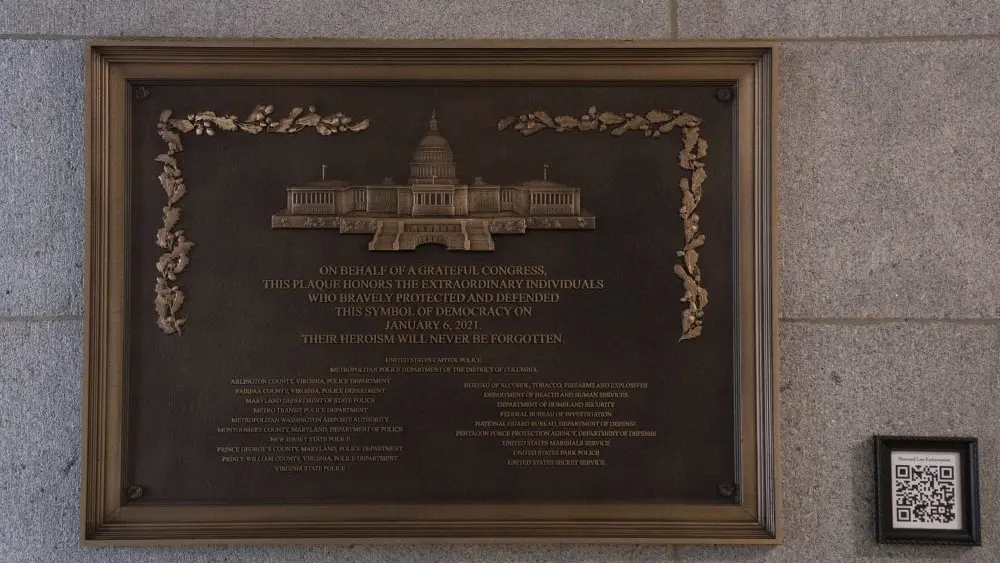 ON BEHALF OF A GRATEFUL CONGRESS,
THIS PLAQUE HONORS THE EXTRAORDINARY INDIVIDUALS
WHO BRAVELY PROTECTED AND DEFENDED
THIS SYMBOL OF DEMOCRACY ON
JANUARY 6, 2021.
THEIR HEROISM WILL NEVER BE FORGOTTEN.
UNITED STATES CAPITOL POLICE
METROPOLITAN POLICE DEPARTMENT OF THE DISTRICT OF COLUMBIA
ARLINGTON COUNTY, VIRGINIA, POLICE DEPARTMENT
FAIRFAX COUNTY, VIRGINIA, POLICE DEPARTMENT
MARYLAND DEPARTMENT OF STATE POLICE
METRO TRANSIT POLICE DEPARTMENT
METROPOLITAN WASHINGTON AIRPORTS AUTHORITY
MONTGOMERY COUNTY, MARYLAND, DEPARTMENT OF POLICE
NEW JERSEY STATE POLICE
PRINCE GEORGE'S COUNTY, MARYLAND, POLICE DEPARTMENT
PRINCE WILLIAM COUNTY, VIRGINIA, POLICE DEPARTMENT
VIRGINIA STATE POLICE
BUREAU OF ALCOHOL, TOBACCO, FIREARMS AND EXPLOSIVES
DEPARTMENT OF HEALTH AND HUMAN SERVICES
DEPARTMENT OF HOMELAND SECURITY
FEDERAL BUREAU OF INVESTIGATION
NATIONAL GUARD BUREAU, DEPARTMENT OF DEFENSE
PENTAGON FORCE PROTECTION AGENCY, DEPARTMENT OF DEFENSE
UNITED STATES MARSHALS SERVICE
UNITED STATES PARK POLICE
UNITED STATES SECRET SERVICE
Honored Law Enforcement